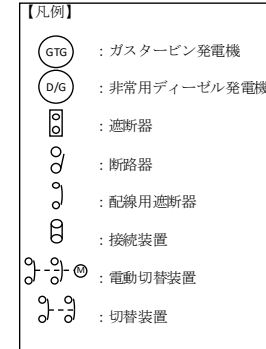 【凡例】
GTG ：ガスタービン発電機
D/G ：非常用ディーゼル発電機
：遮断器
：断路器
：配線用遮断器
：接続装置
M ：電動切替装置
：切替装置